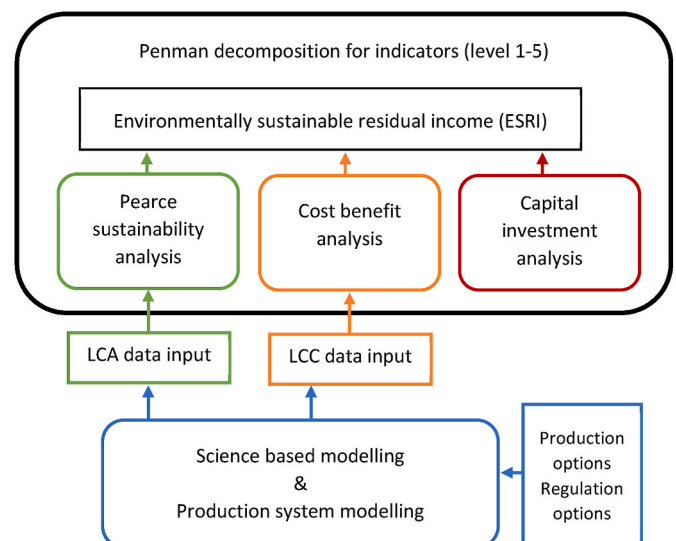 Penman decomposition for indicators (level 1-5)
Environmentally sustainable residual income (ESRI)
Pearce
sustainability
analysis
Cost benefit
analysis
Capital
investment
analysis
LCA data input
LCC data input
Science based modelling
&
Production system modelling
Production
options
Regulation
options